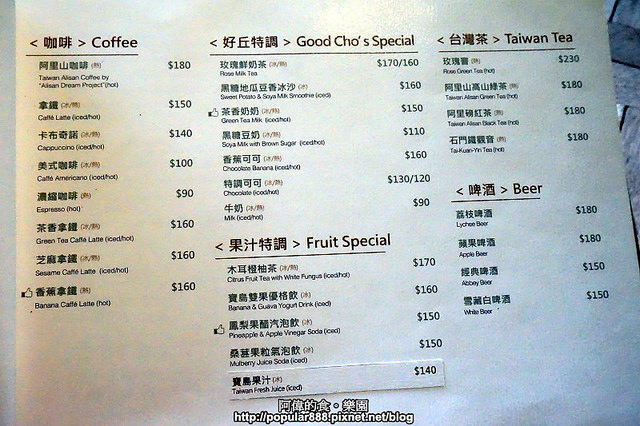 < 咖啡 > Coffee
阿里山咖啡 (熱) $180
Taiwan Alisan Coffee by
"Alisan Dream Project"(hot)
拿鐵 (冰/熱) $150
Caffé Latte (iced/hot)
卡布奇諾 (冰/熱) $140
Cappuccino (iced/hot)
美式咖啡 (冰/熱) $100
Caffé Américano (iced/hot)
濃縮咖啡 (熱) $90
Espresso (hot)
茶香拿鐵 (冰/熱) $160
Green Tea Caffé Latte (iced/hot)
芝麻拿鐵 (冰/熱) $160
Sesame Caffé Latte (iced/hot)
香蕉拿鐵 (熱) $160
Banana Caffé Latte (hot)
< 好丘特調 > Good Cho's Special
玫瑰鮮奶茶 (冰/熱) $170/160
Rose Milk Tea
黑糖地瓜豆香冰沙 (冰) $160
Sweet Potato & Soya Milk Smoothie (iced)
茶香奶奶 (冰/熱) $150
Green Tea Milk (iced/hot)
黑糖豆奶 (冰/熱) $110
Soya Milk with Brown Sugar (iced/hot)
香蕉可可 (冰/熱) $160
Chocolate Banana (iced/hot)
特調可可 (冰/熱) $130/120
Chocolate (iced/hot)
牛奶 (冰/熱) $90
Milk (iced/hot)
< 果汁特調 > Fruit Special
木耳橙柚茶 (冰/熱) $170
Citrus Fruit Tea with White Fungus (iced/hot)
寶島雙果優格飲 (冰) $160
Banana & Guava Yogurt Drink (iced)
鳳梨果醋汽泡飲 (冰) $150
Pineapple & Apple Vinegar Soda (iced)
桑葚果粒氣泡飲 (冰) $150
Mulberry Juice Soda (iced)
寶島果汁 (冰) $140
Taiwan Fresh Juice (iced)
< 台灣茶 > Taiwan Tea
玫瑰 (熱) $230
Rose Green Tea (hot)
阿里山高山綠茶 (熱) $180
Taiwan Alisan Green Tea (hot)
阿里磅紅茶 (熱) $180
Taiwan Alisan Black Tea (hot)
石門鐵觀音 (熱) $180
Tai-Kuan-Yin Tea (hot)
< 啤酒 > Beer
荔枝啤酒 $180
Lychee Beer
蘋果啤酒 $180
Apple Beer
經典啤酒 $150
Abbey Beer
雪藏白啤酒 $150
White Beer
阿偉的食。樂園
http://popular888.pixnet.net/blog